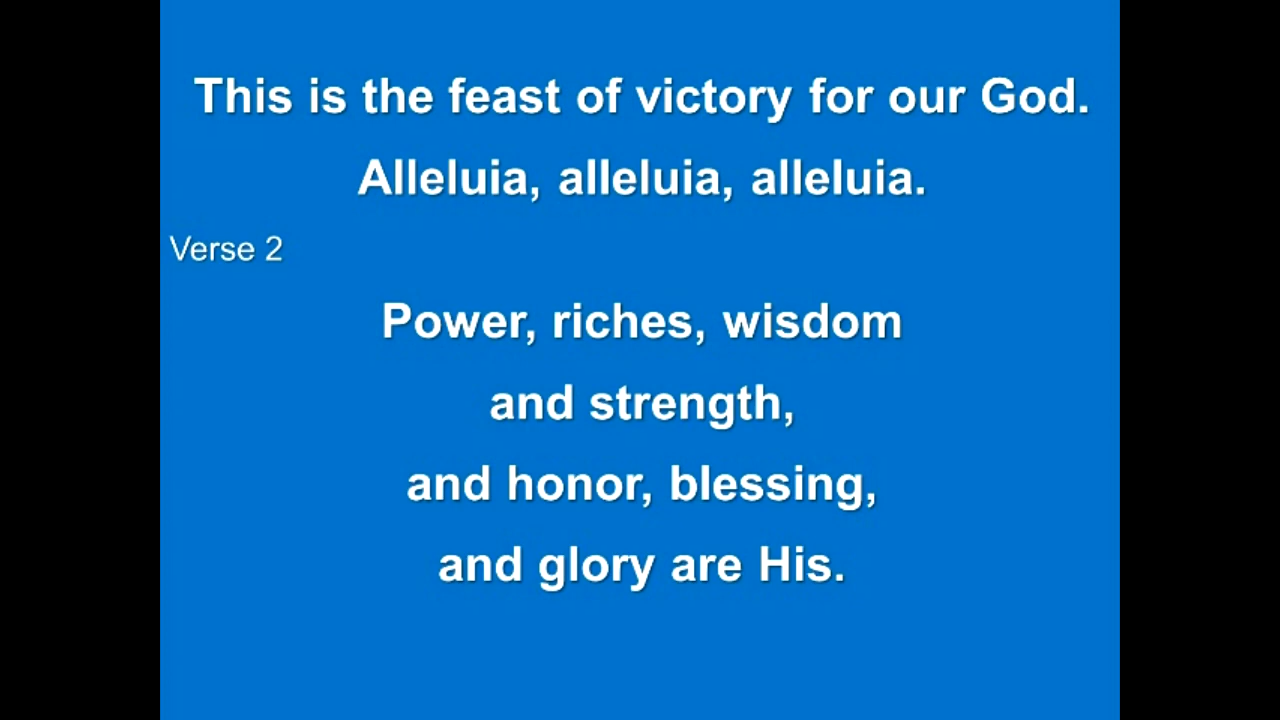 This is the feast of victory for our God.
Alleluia, alleluia, alleluia.
Verse 2
Power, riches, wisdom
and strength,
and honor, blessing,
and glory are His.